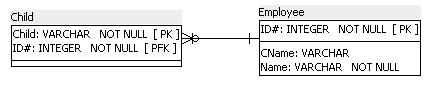 Child
Child: VARCHAR NOT NULL [ PK ]
ID#: INTEGER NOT NULL [ PFK ]
Employee
ID#: INTEGER NOT NULL [ PK ]
CName: VARCHAR
Name: VARCHAR NOT NULL